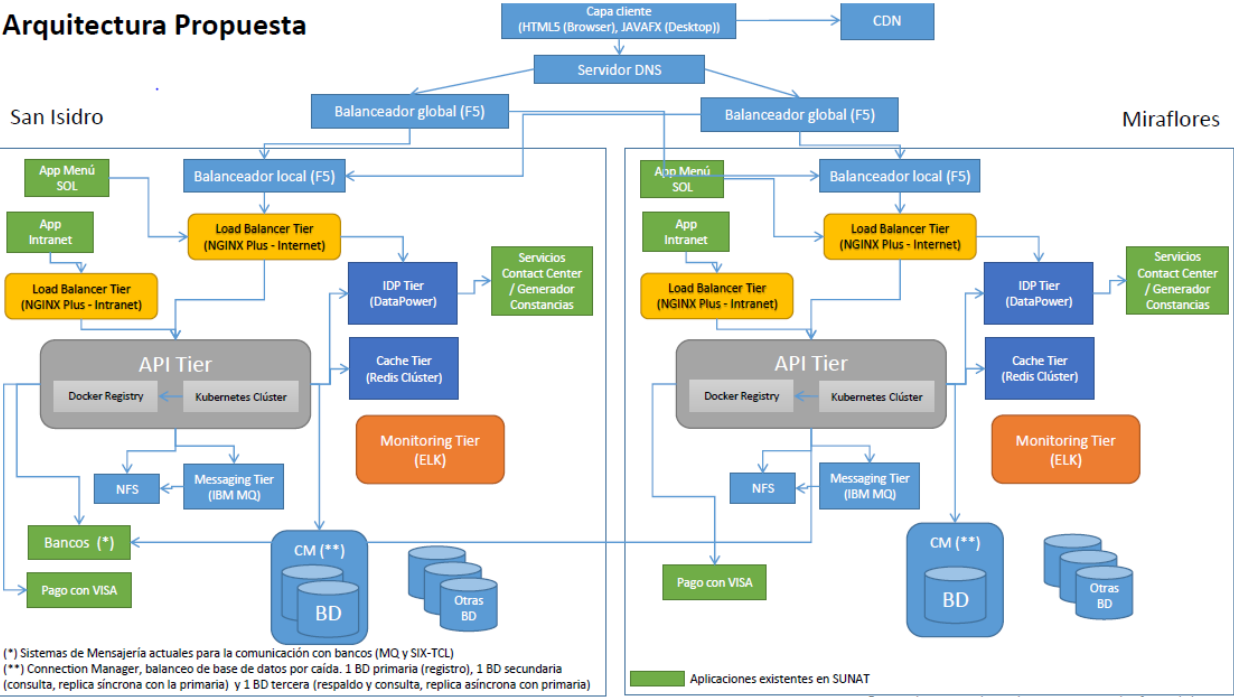 Arquitectura Propuesta
Capa cliente
(HTML5 (Browser), JAVAFX (Desktop))
CDN
Servidor DNS
San Isidro
Balanceador global (F5)
Balanceador global (F5)
Miraflores
App Menú
SOL
Balanceador local (F5)
App
Intranet
Load Balancer Tier
(NGINX Plus - Internet)
Load Balancer Tier
(NGINX Plus - Intranet)
IDP Tier
(DataPower)
Servicios
Contact Center
/ Generador
Constancias
API Tier
Docker Registry
Kubernetes Clúster
Cache Tier
(Redis Clúster)
Monitoring Tier
(ELK)
NFS
Messaging Tier
(IBM MQ)
Bancos (*)
Pago con VISA
CM (**)
BD
Otras
BD
App Menú
SOL
Balanceador local (F5)
App
Intranet
Load Balancer Tier
(NGINX Plus - Internet)
Load Balancer Tier
(NGINX Plus - Intranet)
IDP Tier
(DataPower)
Servicios
Contact Center
/ Generador
Constancias
API Tier
Docker Registry
Kubernetes Clúster
Cache Tier
(Redis Clúster)
Monitoring Tier
(ELK)
NFS
Messaging Tier
(IBM MQ)
Pago con VISA
CM (**)
BD
Otras
BD
(*) Sistemas de Mensajería actuales para la comunicación con bancos (MQ y SIX-TCL)
(**) Connection Manager, balanceo de base de datos por caída. 1 BD primaria (registro), 1 BD secundaria
(consulta, replica síncrona con la primaria) y 1 BD tercera (respaldo y consulta, replica asíncrona con primaria)
Aplicaciones existentes en SUNAT